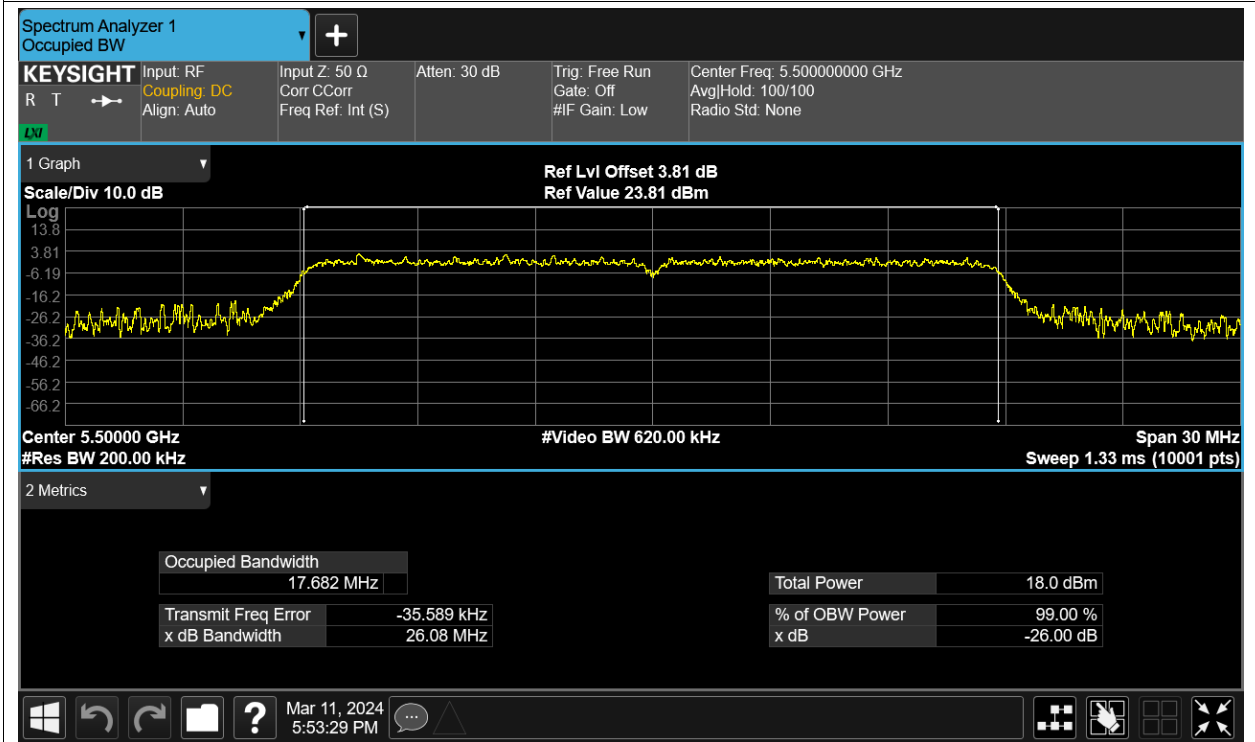 Spectrum Analyzer 1
Occupied BW
KEYSIGHT
R T
LXI
Input: RF
Coupling: DC
Align: Auto
Input Z: 50 Ω
Corr CCorr
Freq Ref: Int (S)
Atten: 30 dB
Trig: Free Run
Gate: Off
#IF Gain: Low
Center Freq: 5.500000000 GHz
Avg|Hold: 100/100
Radio Std: None
1 Graph
Scale/Div 10.0 dB
Ref Lvl Offset 3.81 dB
Ref Value 23.81 dBm
Log
13.8
3.81
-6.19
-16.2
-26.2
-36.2
-46.2
-56.2
-66.2
Center 5.50000 GHz
#Video BW 620.00 kHz
Span 30 MHz
#Res BW 200.00 kHz
Sweep 1.33 ms (10001 pts)
2 Metrics
Occupied Bandwidth
17.682 MHz
Total Power 18.0 dBm
Transmit Freq Error -35.589 kHz
% of OBW Power 99.00 %
x dB Bandwidth 26.08 MHz
x dB -26.00 dB
?
Mar 11, 2024
5:53:29 PM